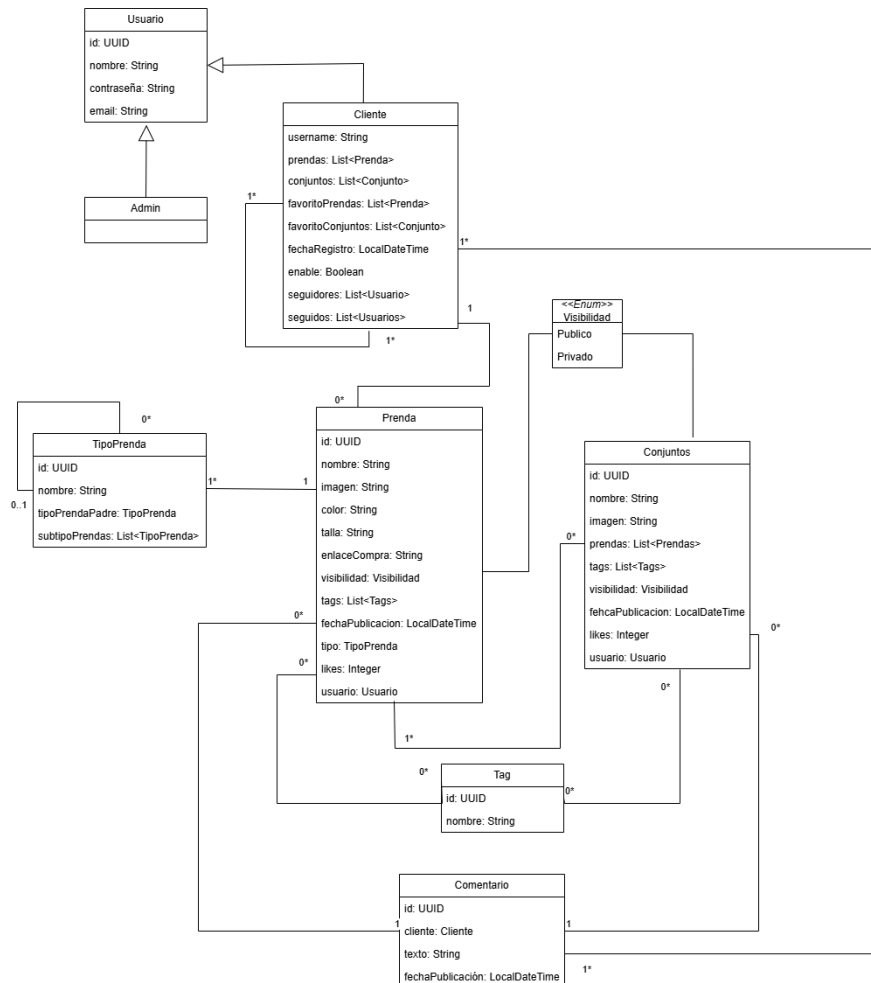 Usuario
id: UUID
nombre: String
contraseña: String
email: String
Admin
Cliente
username: String
prendas: List<Prenda>
conjuntos: List<Conjunto>
favoritoPrendas: List<Prenda>
favoritoConjuntos: List<Conjunto>
fechaRegistro: LocalDateTime
enable: Boolean
seguidores: List<Usuario>
seguidos: List<Usuarios>
1*
1*
1*
1
<<Enum>>
Visibilidad
Publico
Privado
0*
0..1
TipoPrenda
id: UUID
nombre: String
tipoPrendaPadre: TipoPrenda
subtipoPrendas: List<TipoPrenda>
1*
1
0*
Prenda
id: UUID
nombre: String
imagen: String
color: String
talla: String
enlaceCompra: String
visibilidad: Visibilidad
tags: List<Tags>
fechaPublicacion: LocalDateTime
tipo: TipoPrenda
likes: Integer
usuario: Usuario
0*
0*
1*
Conjuntos
id: UUID
nombre: String
imagen: String
prendas: List<Prendas>
tags: List<Tags>
visibilidad: Visibilidad
fehcaPublicacion: LocalDateTime
likes: Integer
usuario: Usuario
0*
0*
0*
0*
Tag
id: UUID
nombre: String
0*
Comentario
id: UUID
cliente: Cliente
texto: String
fechaPublicación: LocalDateTime
1
1
1*